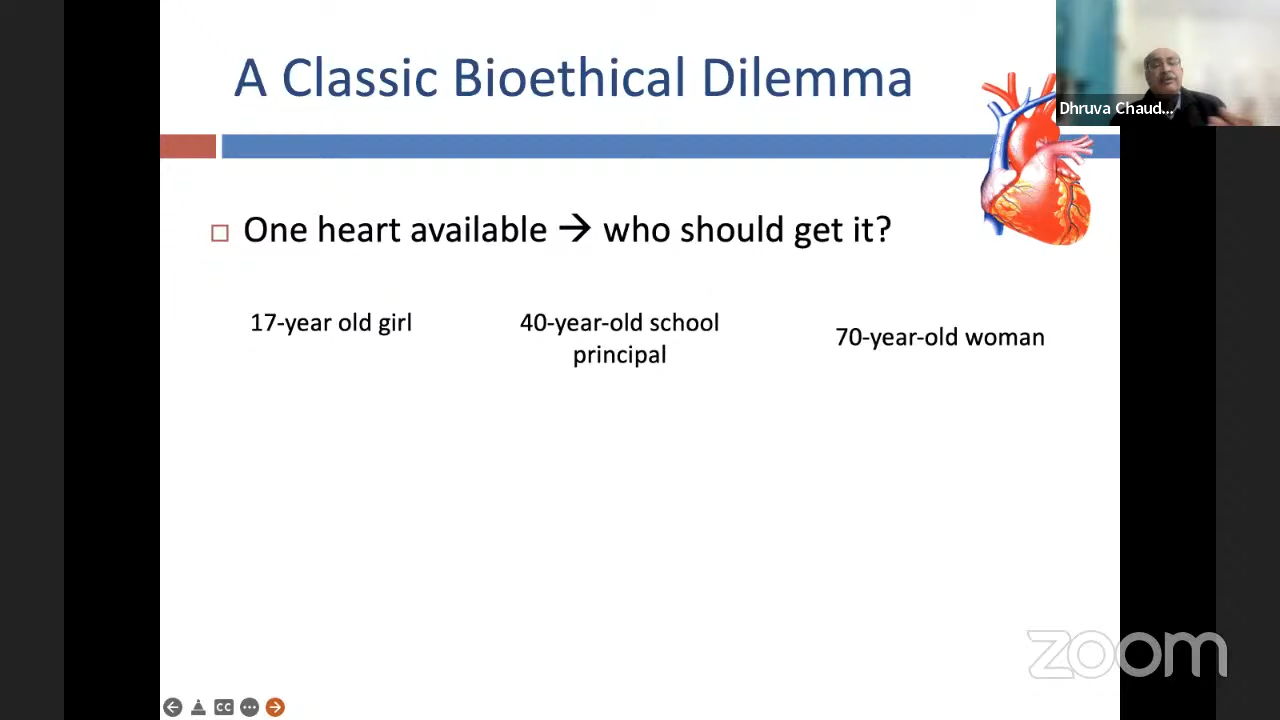 A Classic Bioethical Dilemma
Dhruva Chaud...
One heart available → who should get it?
17-year old girl
40-year-old school
principal
70-year-old woman
CC
zoom